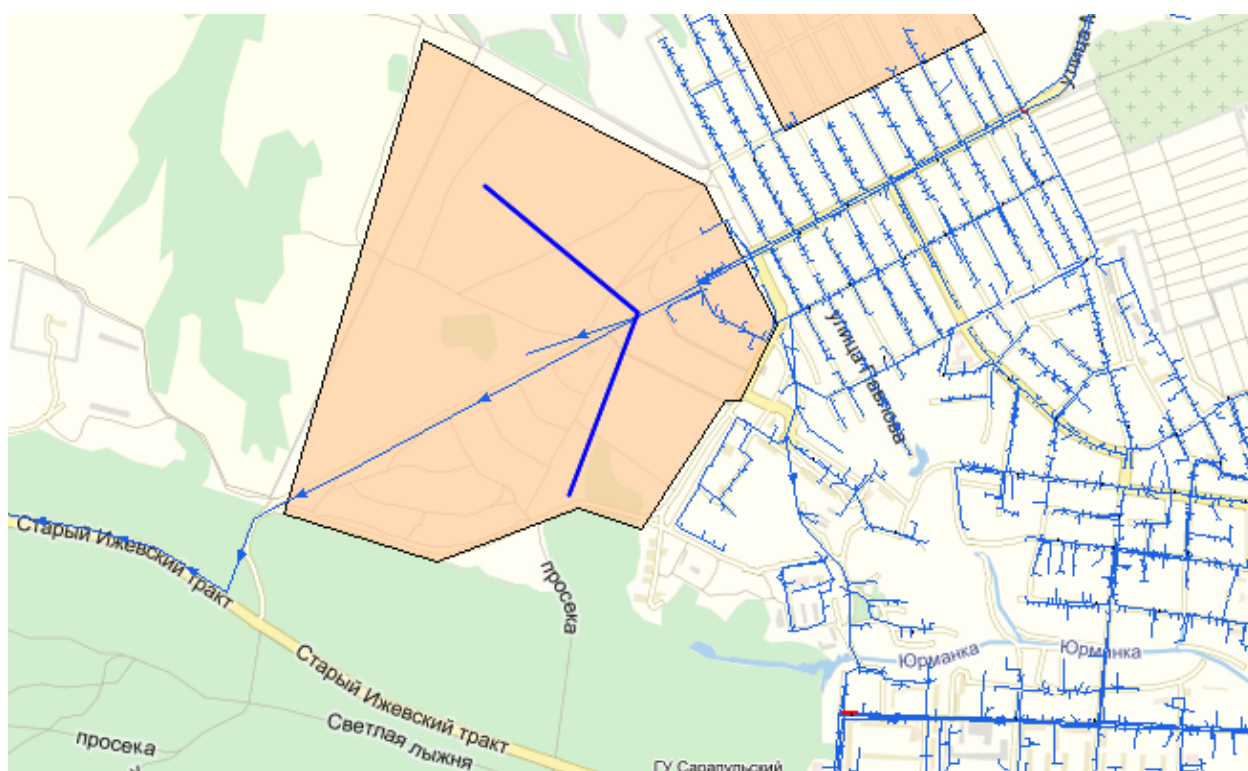 улица
улица Павлова
Старый Ижевский тракт
просека
Юрманка
Юрманка
Старый Ижевский тракт
Светлая лыжня
просека
ГУ Сарапульский